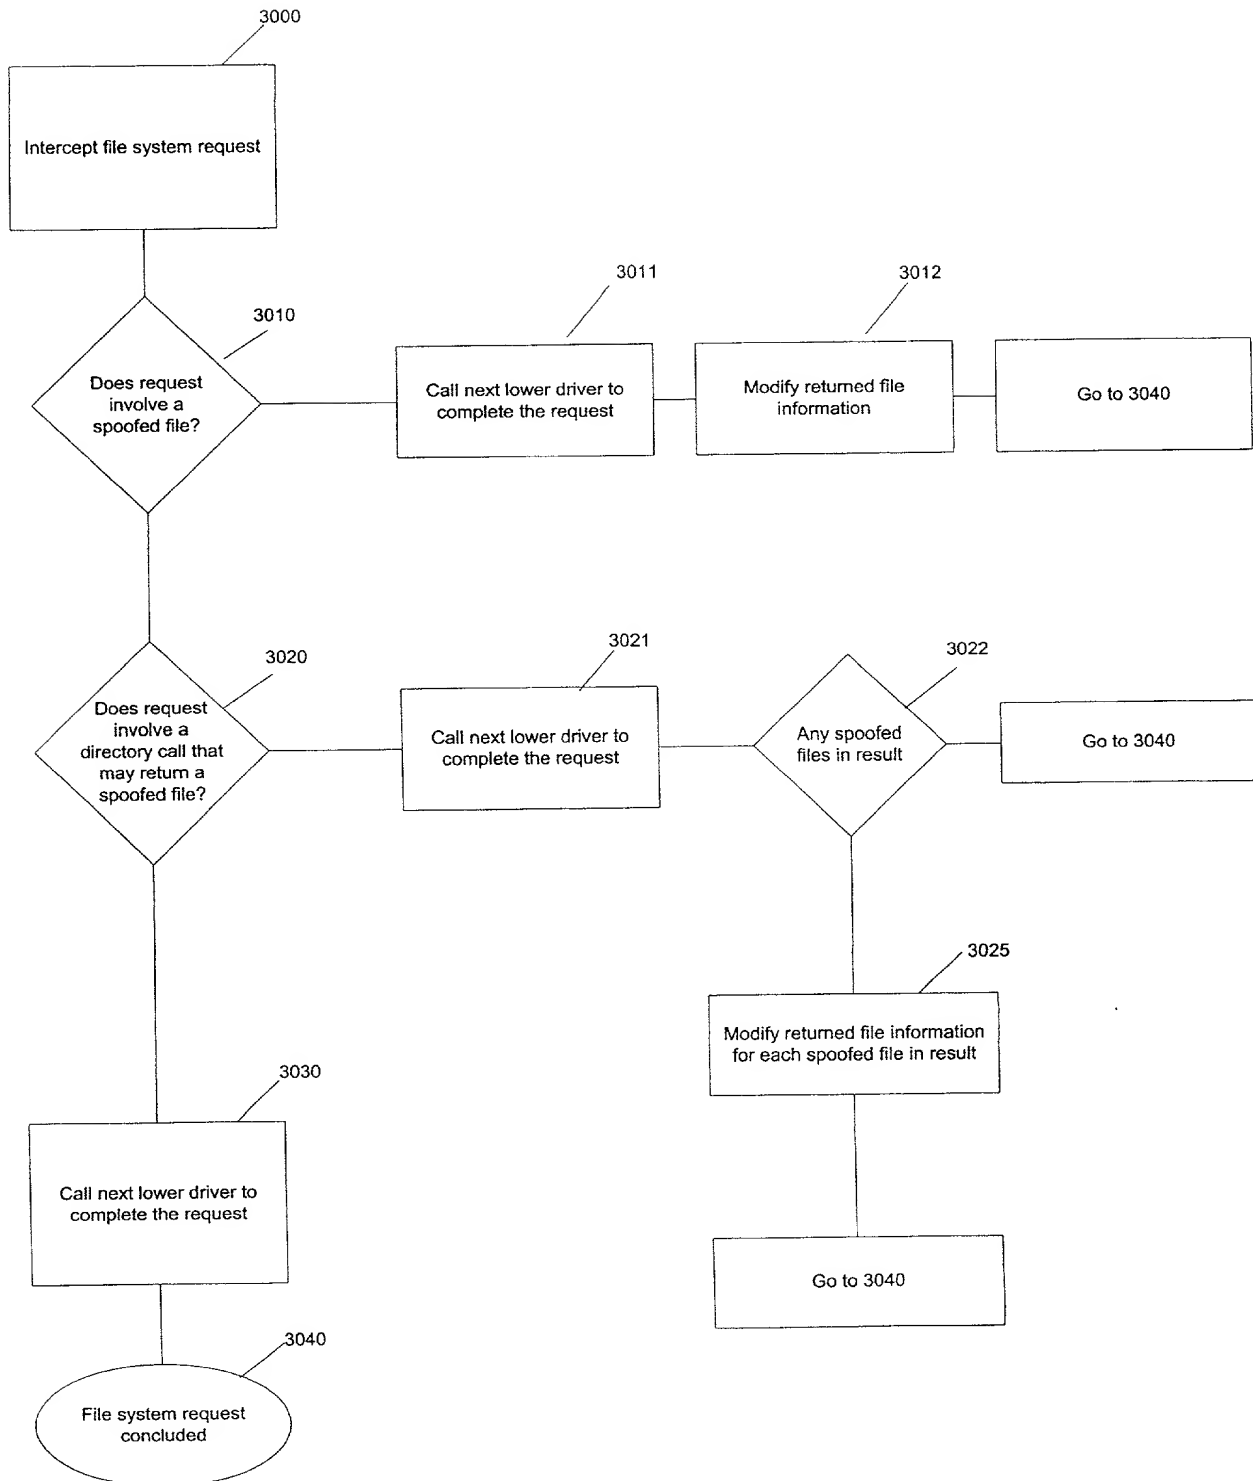 3000
Intercept file system request
3010
Does request
involve a
spoofed file?
3011
Call next lower driver to
complete the request
3012
Modify returned file
information
Go to 3040
3020
Does request
involve a
directory call that
may return a
spoofed file?
3021
Call next lower driver to
complete the request
3022
Any spoofed
files in result
Go to 3040
3025
Modify returned file information
for each spoofed file in result
Go to 3040
3030
Call next lower driver to
complete the request
3040
File system request
concluded